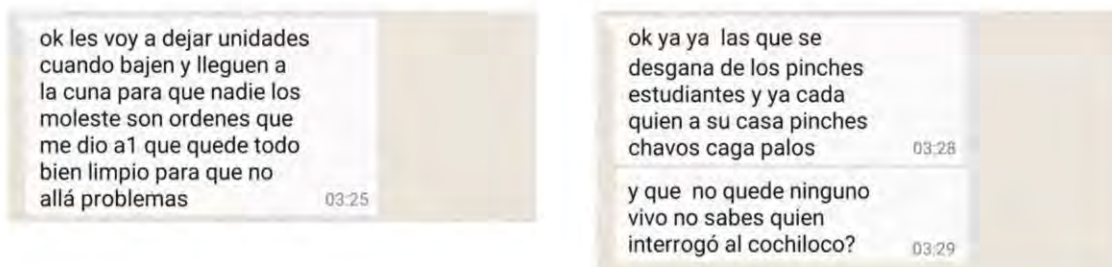 ok les voy a dejar unidades
cuando bajen y lleguen a
la cuna para que nadie los
moleste son ordenes que
me dio a1 que quede todo
bien limpio para que no
allá problemas 03:25
ok ya ya las que se
desgana de los pinches
estudiantes y ya cada
quien a su casa pinches
chavos caga palos 03:28
y que no quede ninguno
vivo no sabes quien
interrogó al cochiloco? 03:29